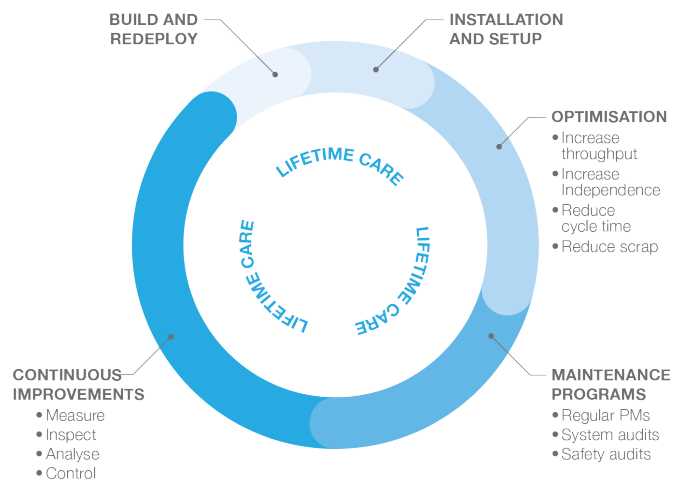 BUILD AND
REDEPLOY
INSTALLATION
AND SETUP
OPTIMISATION
• Increase
throughput
• Increase
Independence
• Reduce
cycle time
• Reduce scrap
LIFETIME CARE
LIFETIME CARE
LIFETIME CARE
MAINTENANCE
PROGRAMS
• Regular PMs
• System audits
• Safety audits
CONTINUOUS
IMPROVEMENTS
• Measure
• Inspect
• Analyse
• Control